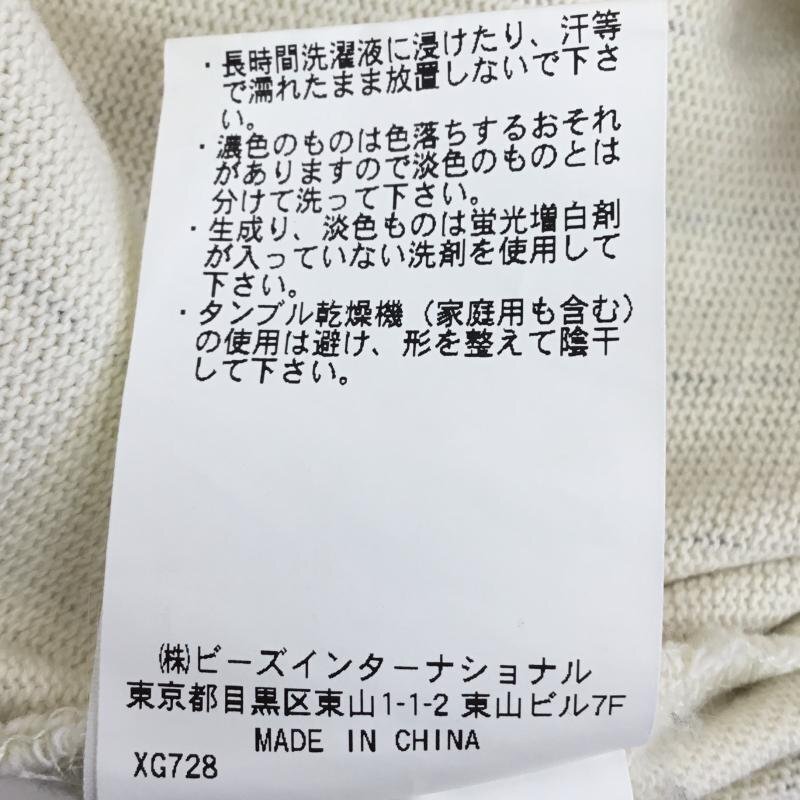 ・長時間洗濯液に浸けたり、汗等
で濡れたまま放置しないで下さ
い。
・濃色のものは色落ちするおそれ
がありますので淡色のものとは
分けて洗って下さい。
・生成り、淡色ものは蛍光増白剤
が入っていない洗剤を使用して
下さい。
・タンブル乾燥機（家庭用も含む）
の使用は避け、形を整えて陰干
して下さい。
㈱ビーズインターナショナル
東京都目黒区東山1-1-2 東山ビル7F
MADE IN CHINA
XG728